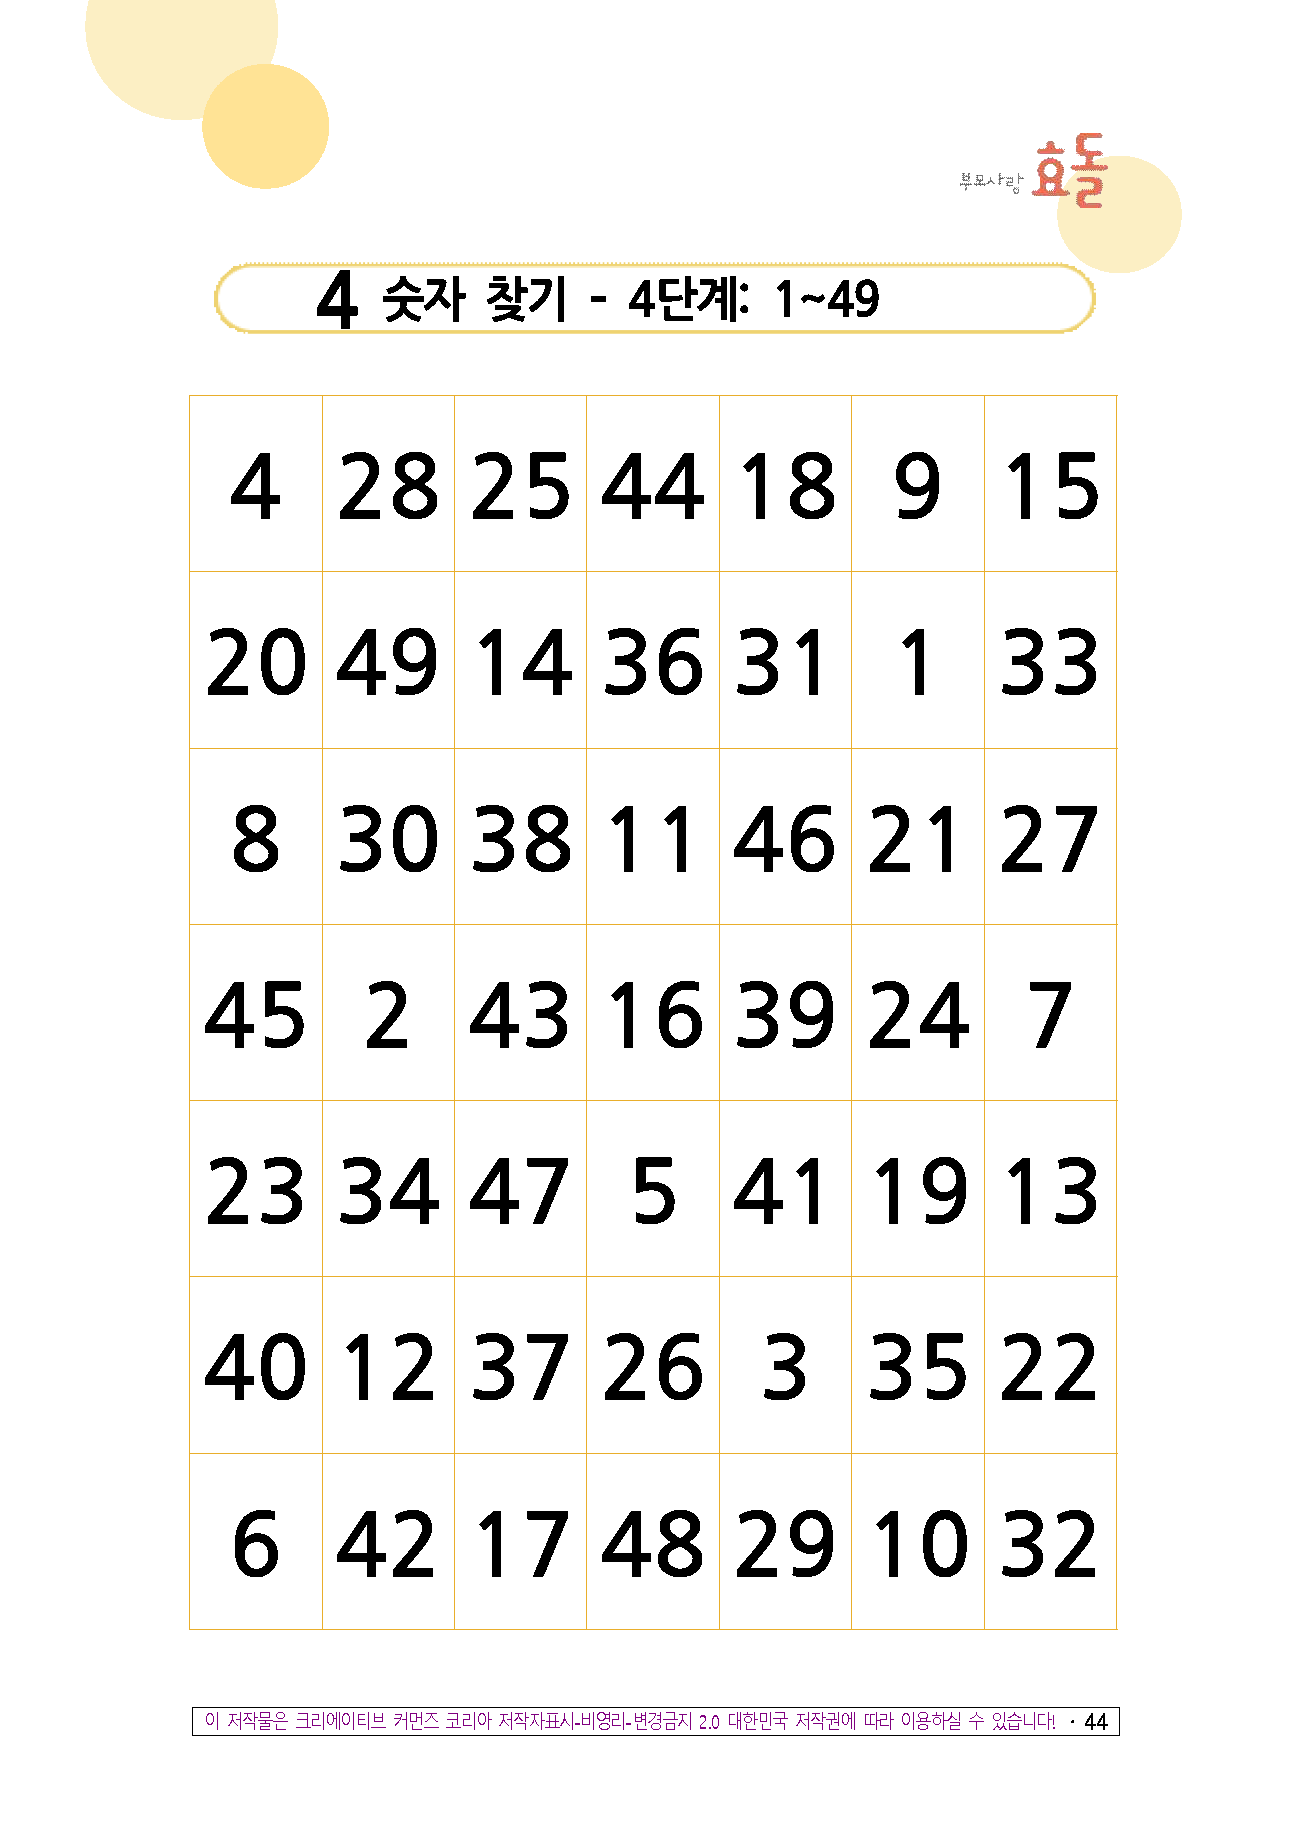 부모사랑 효돌
4 숫자 찾기 - 4단계: 1~49
4 28 25 44 18 9 15
20 49 14 36 31 1 33
8 30 38 11 46 21 27
45 2 43 16 39 24 7
23 34 47 5 41 19 13
40 12 37 26 3 35 22
6 42 17 48 29 10 32
이 저작물은 크리에이티브 커먼즈 코리아 저작자표시-비영리-변경금지 2.0 대한민국 저작권에 따라 이용하실 수 있습니다! · 44